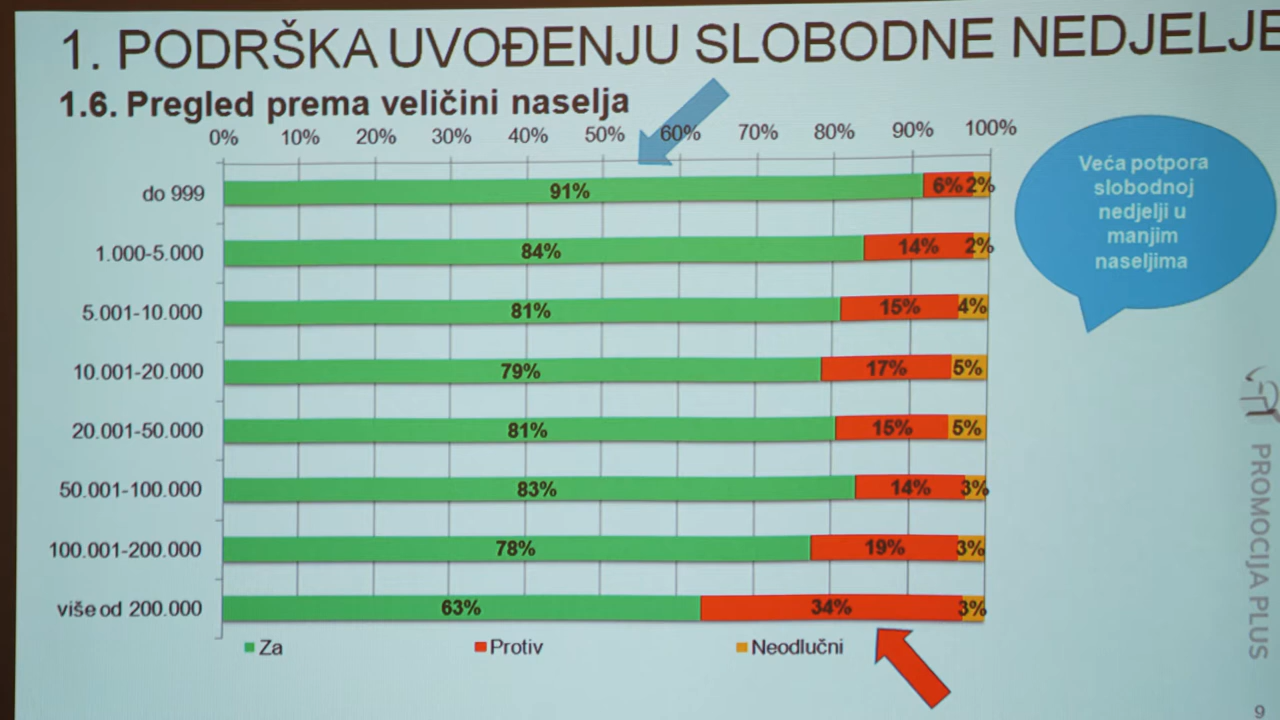 1. PODRŠKA UVOĐENJU SLOBODNE NEDJELJE
1.6. Pregled prema veličini naselja
0% 10% 20% 30% 40% 50% 60% 70% 80% 90% 100%
do 999 91% 6% 2%
1.000-5.000 84% 14% 2%
5.001-10.000 81% 15% 4%
10.001-20.000 79% 17% 5%
20.001-50.000 81% 15% 5%
50.001-100.000 83% 14% 3%
100.001-200.000 78% 19% 3%
više od 200.000 63% 34% 3%
Za Protiv Neodlučni
Veća potpora
slobodnoj
nedjelji u
manjim
naseljima
PROMOCIJA PLUS
9